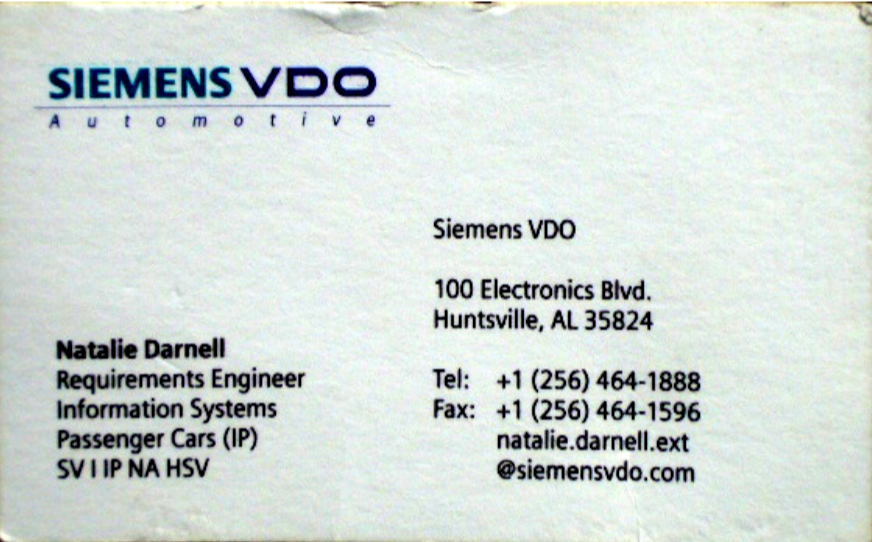 SIEMENS VDO
Automotive
Siemens VDO
100 Electronics Blvd.
Huntsville, AL 35824
Natalie Darnell
Requirements Engineer
Information Systems
Passenger Cars (IP)
SV I IP NA HSV
Tel: +1 (256) 464-1888
Fax: +1 (256) 464-1596
natalie.darnell.ext
@siemensvdo.com